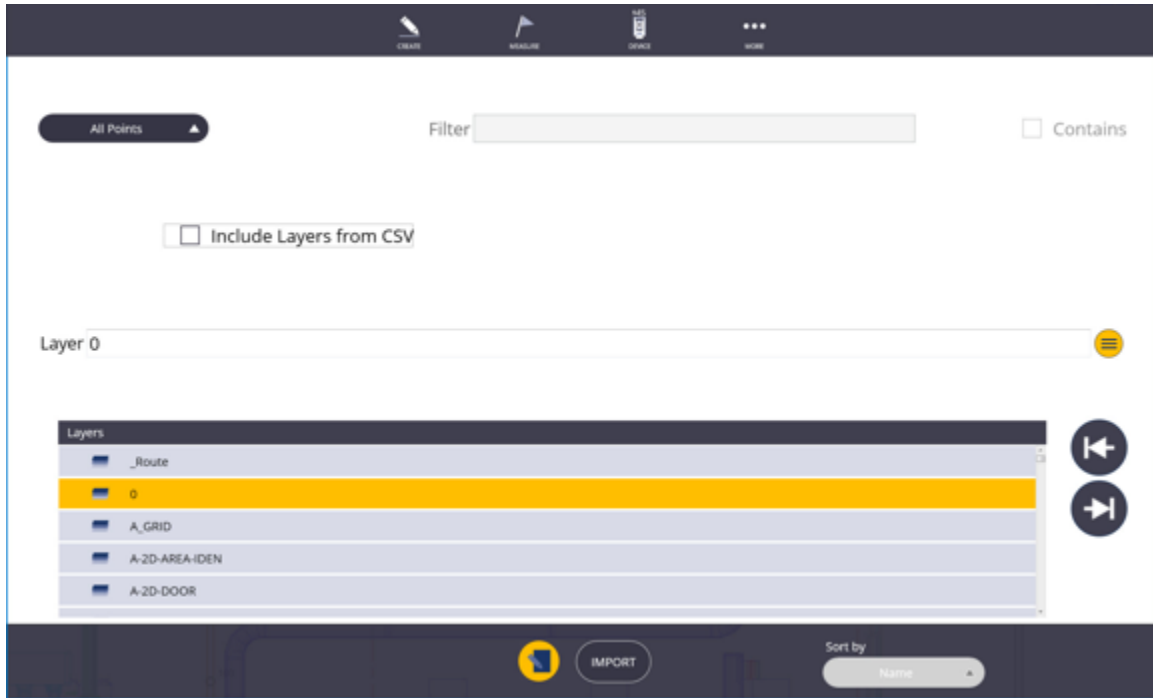 CREATE
MEASURE
DEVICE
MORE
All Points
Filter
Contains
Include Layers from CSV
Layer 0
Layers
_Route
0
A_GRID
A-2D-AREA-IDEN
A-2D-DOOR
IMPORT
Sort by
Name